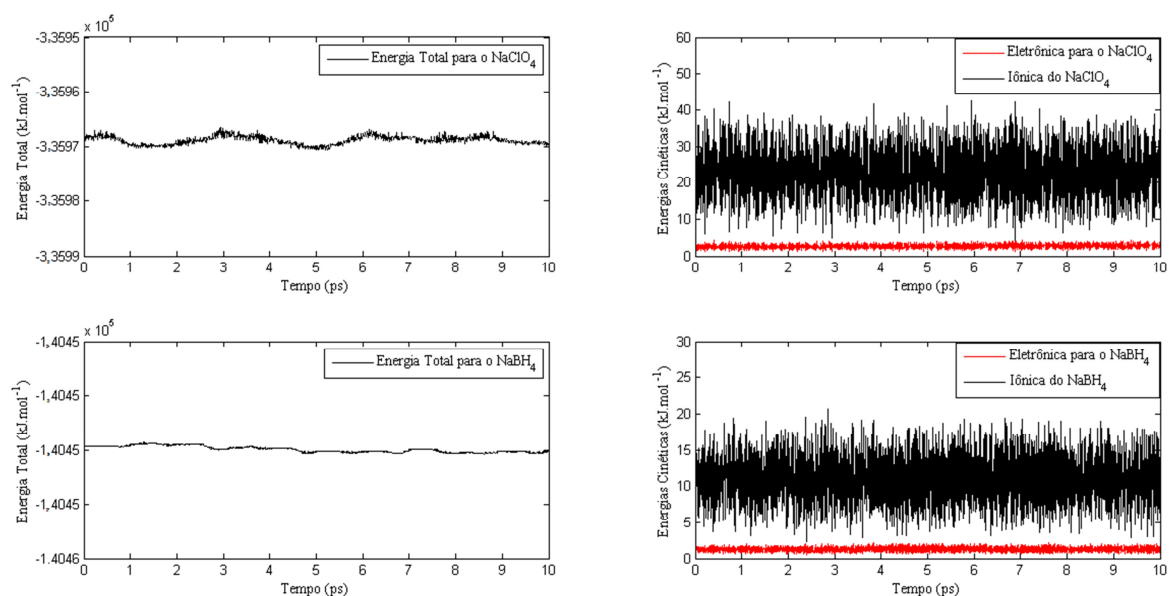 x 10^5
-3,3595
-3,3596
-3,3597
-3,3598
-3,3599
Energia Total (kJ.mol^-1)
Energia Total para o NaClO4
0 1 2 3 4 5 6 7 8 9 10
Tempo (ps)
60
50
40
30
20
10
0
Energias Cinéticas (kJ.mol^-1)
Eletrônica para o NaClO4
Iônica do NaClO4
0 1 2 3 4 5 6 7 8 9 10
Tempo (ps)
x 10^5
-1,4045
-1,4045
-1,4045
-1,4045
-1,4046
Energia Total (kJ.mol^-1)
Energia Total para o NaBH4
0 1 2 3 4 5 6 7 8 9 10
Tempo (ps)
30
25
20
15
10
5
0
Energias Cinéticas (kJ.mol^-1)
Eletrônica para o NaBH4
Iônica do NaBH4
0 1 2 3 4 5 6 7 8 9 10
Tempo (ps)